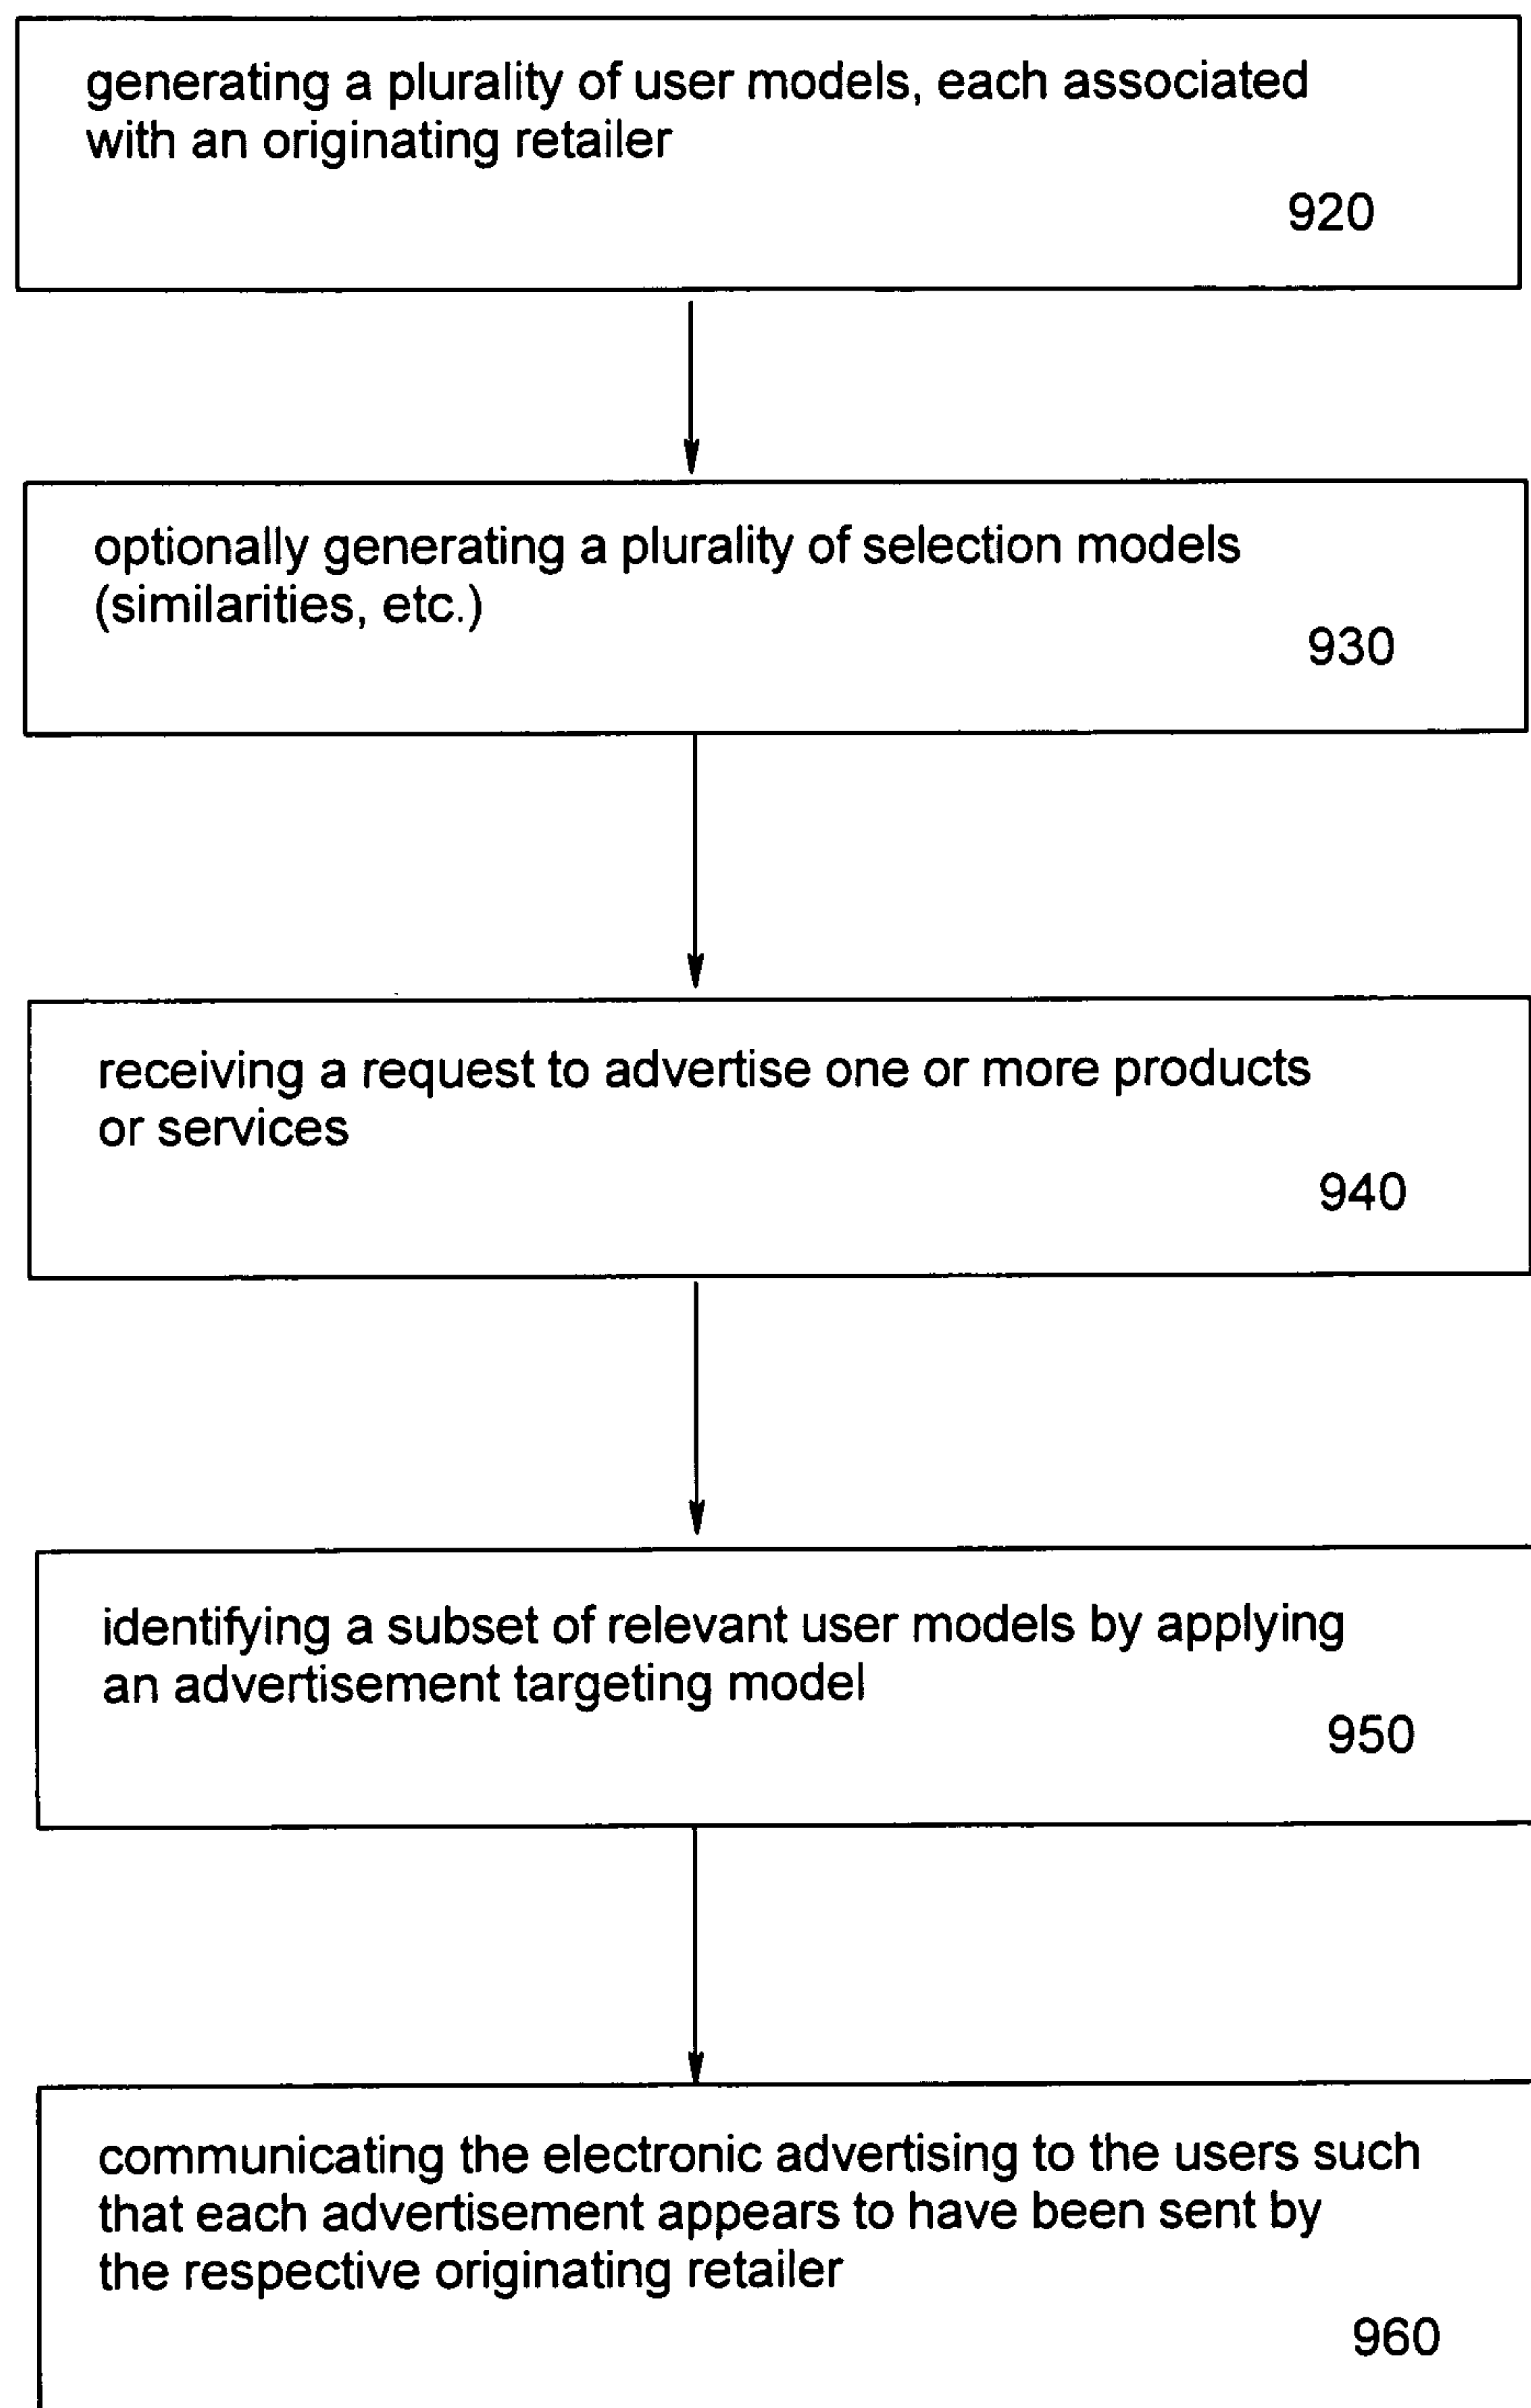 generating a plurality of user models, each associated
with an originating retailer
920
optionally generating a plurality of selection models
(similarities, etc.)
930
receiving a request to advertise one or more products
or services
940
identifying a subset of relevant user models by applying
an advertisement targeting model
950
communicating the electronic advertising to the users such
that each advertisement appears to have been sent by
the respective originating retailer
960